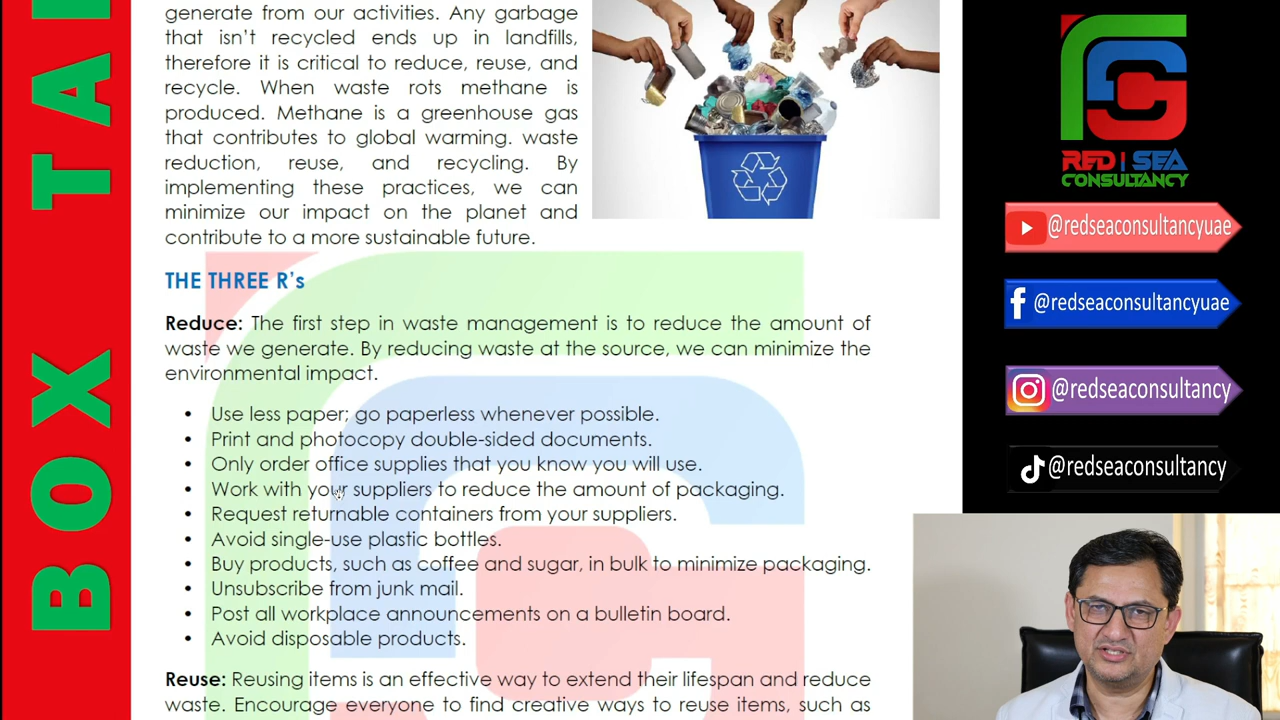 BOX TA
generate from our activities. Any garbage
that isn't recycled ends up in landfills,
therefore it is critical to reduce, reuse, and
recycle. When waste rots methane is
produced. Methane is a greenhouse gas
that contributes to global warming. waste
reduction, reuse, and recycling. By
implementing these practices, we can
minimize our impact on the planet and
contribute to a more sustainable future.
THE THREE R's
Reduce: The first step in waste management is to reduce the amount of
waste we generate. By reducing waste at the source, we can minimize the
environmental impact.
• Use less paper; go paperless whenever possible.
• Print and photocopy double-sided documents.
• Only order office supplies that you know you will use.
• Work with your suppliers to reduce the amount of packaging.
• Request returnable containers from your suppliers.
• Avoid single-use plastic bottles.
• Buy products, such as coffee and sugar, in bulk to minimize packaging.
• Unsubscribe from junk mail.
• Post all workplace announcements on a bulletin board.
• Avoid disposable products.
Reuse: Reusing items is an effective way to extend their lifespan and reduce
waste. Encourage everyone to find creative ways to reuse items, such as
RED | SEA
CONSULTANCY
@redseaconsultancyuae
@redseaconsultancyuae
@redseaconsultancy
@redseaconsultancy